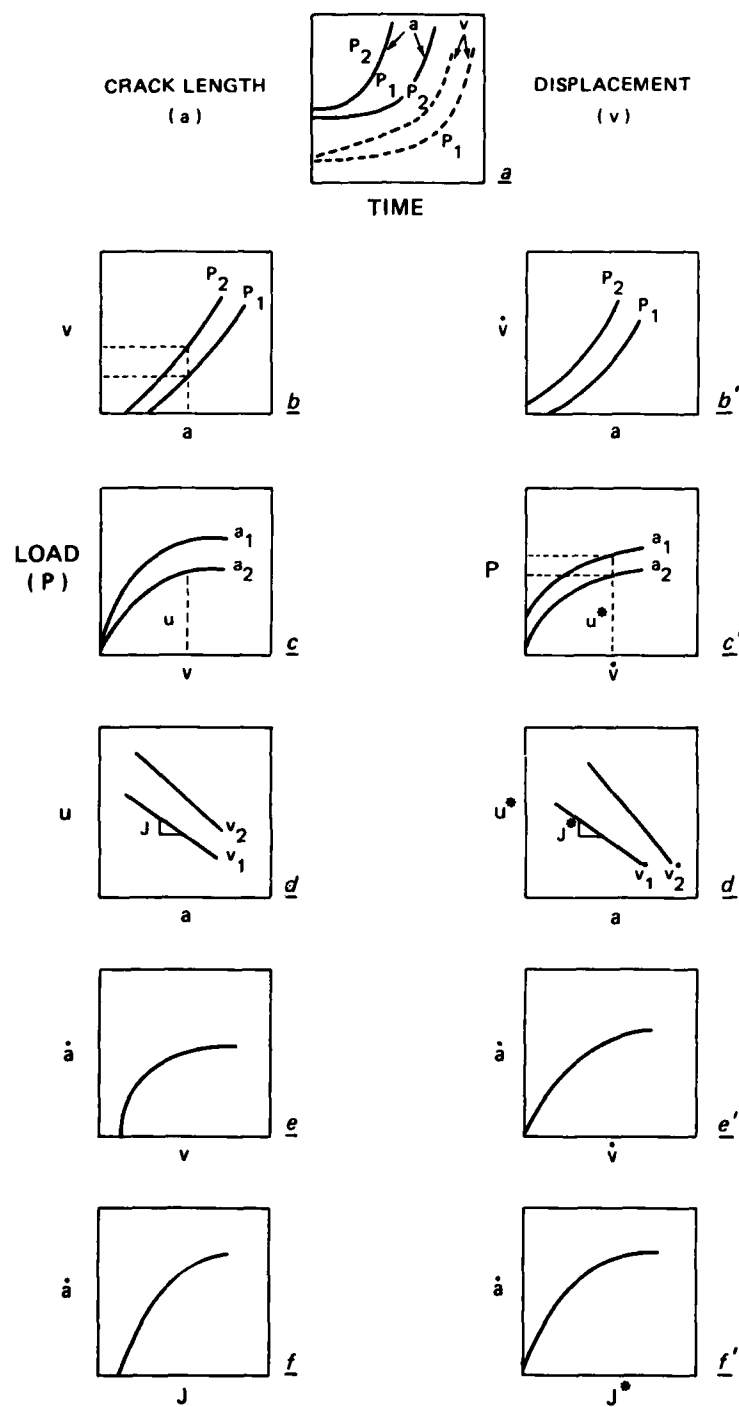 CRACK LENGTH
(a)
P2 a v
P1 P2
P1
a
TIME
DISPLACEMENT
(v)
v
P2 P1
b
a
v̇
P2 P1
b'
a
LOAD
(P)
a1
a2
u
c
v
P
a1
a2
u*
c'
v̇
u
J
v2
v1
d
a
u*
J*
v̇1 v̇2
d
a
ȧ
e
v
ȧ
e'
v̇
ȧ
f
J
ȧ
f'
J*